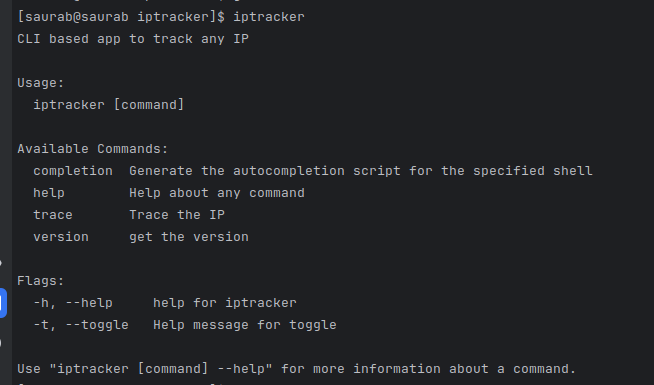 [saurab@saurab iptracker]$ iptracker
CLI based app to track any IP
Usage:
  iptracker [command]
Available Commands:
  completion  Generate the autocompletion script for the specified shell
  help        Help about any command
  trace       Trace the IP
  version     get the version
Flags:
  -h, --help     help for iptracker
  -t, --toggle   Help message for toggle
Use "iptracker [command] --help" for more information about a command.